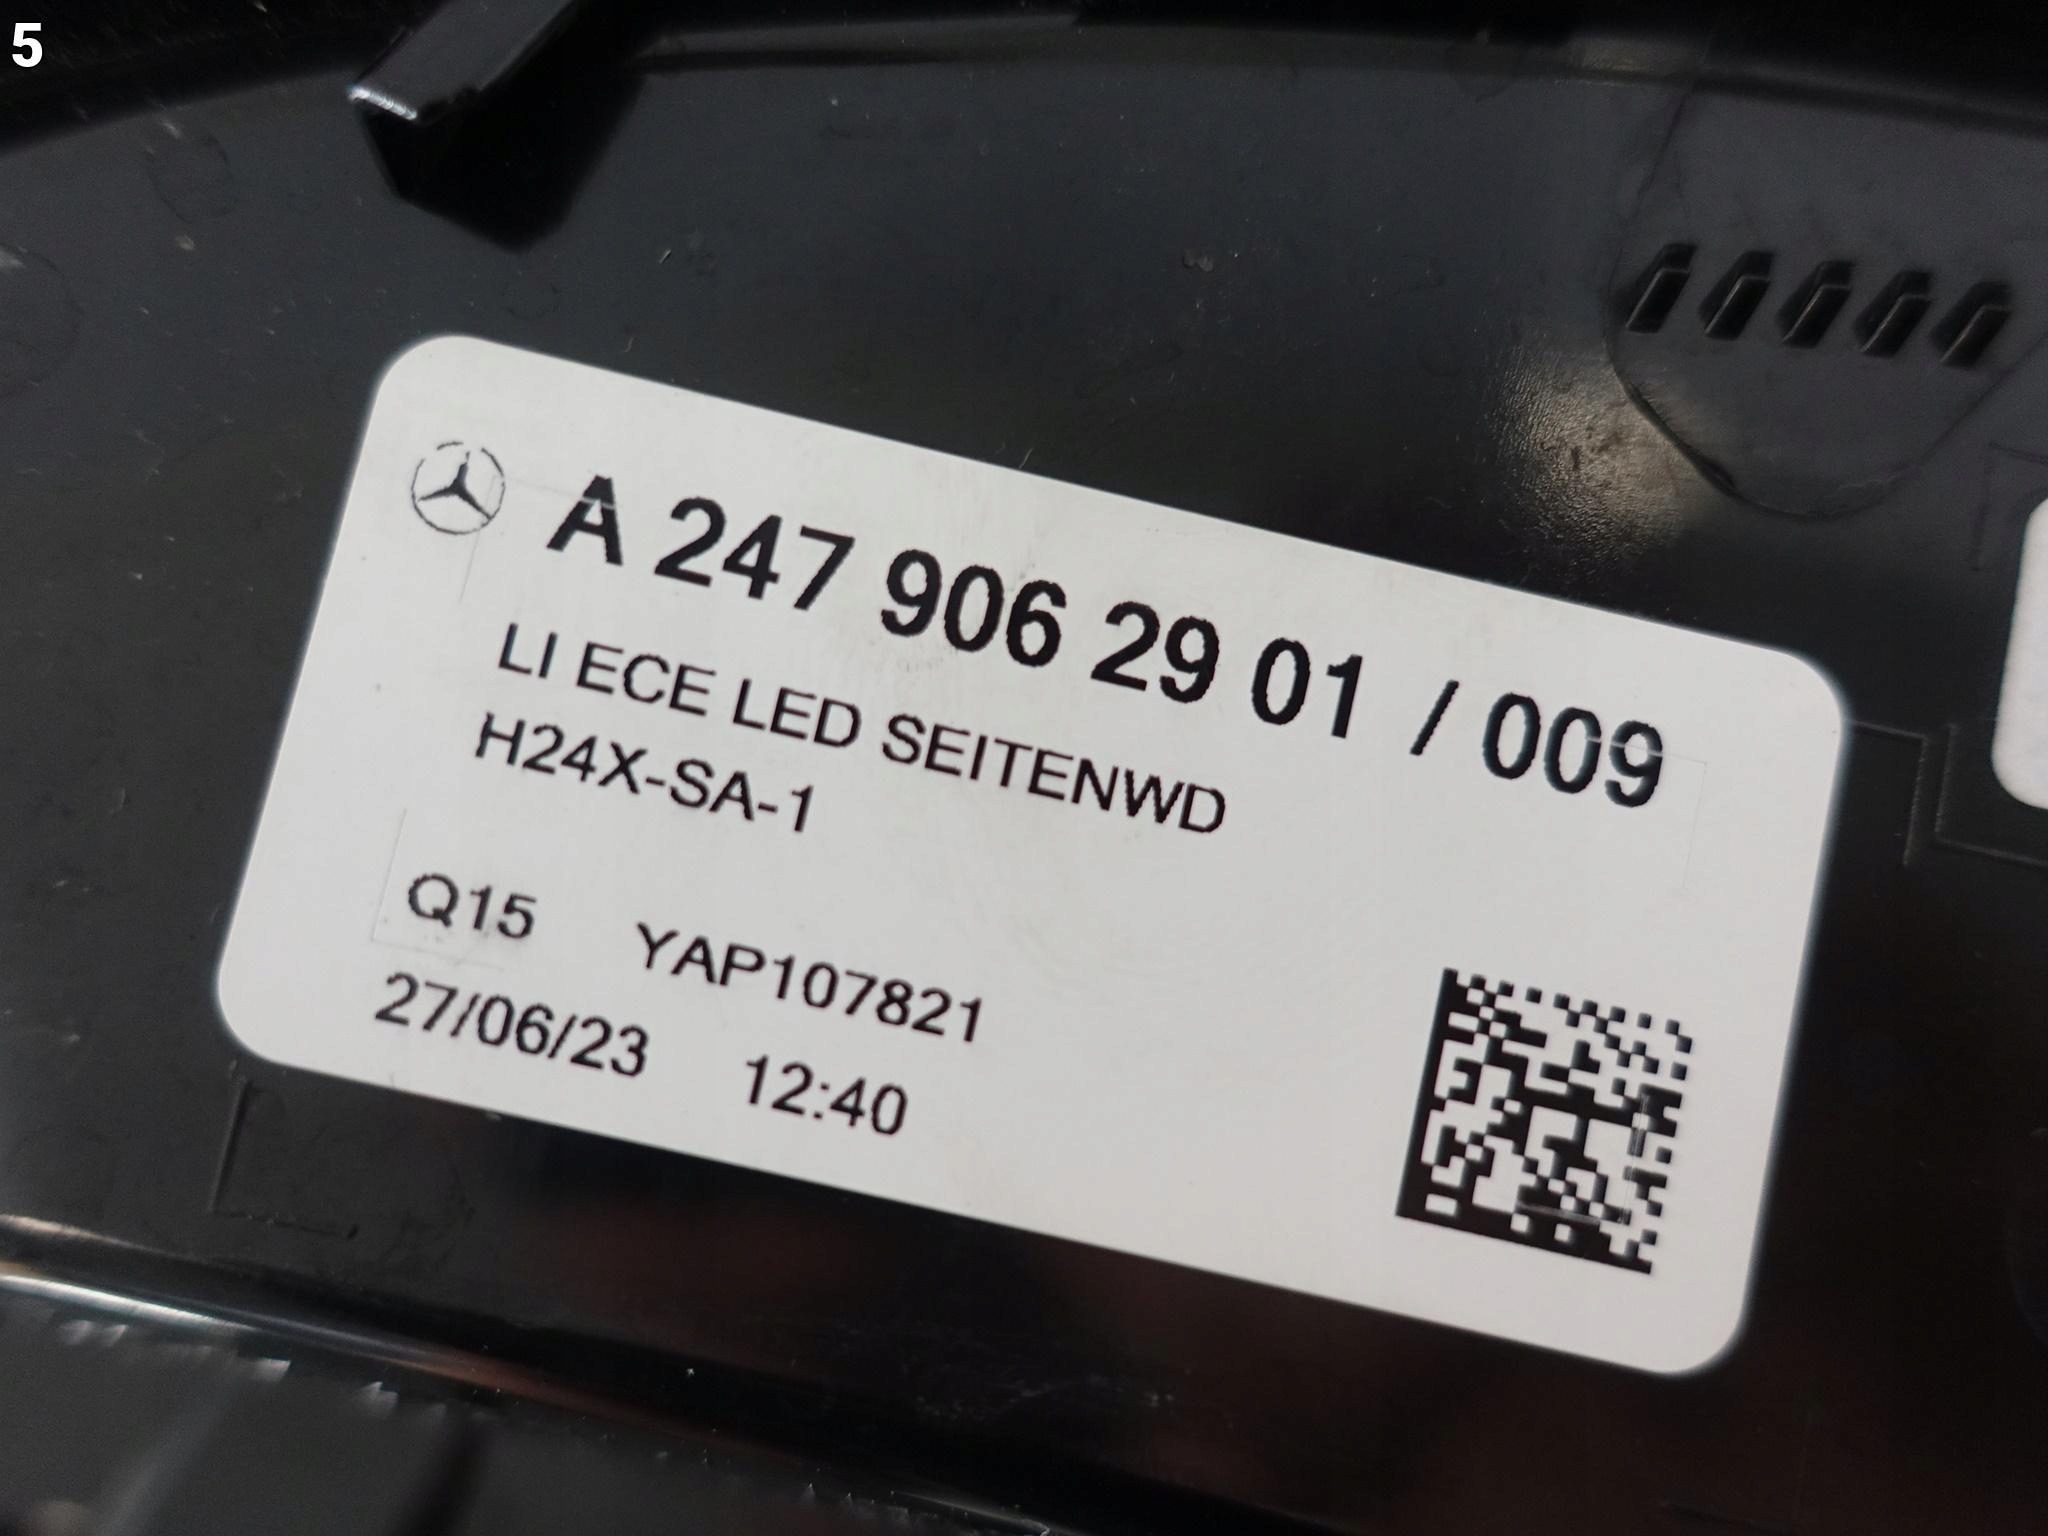 5
A 247 906 29 01 / 009
LI ECE LED SEITENWD
H24X-SA-1
Q15 YAP107821
27/06/23 12:40